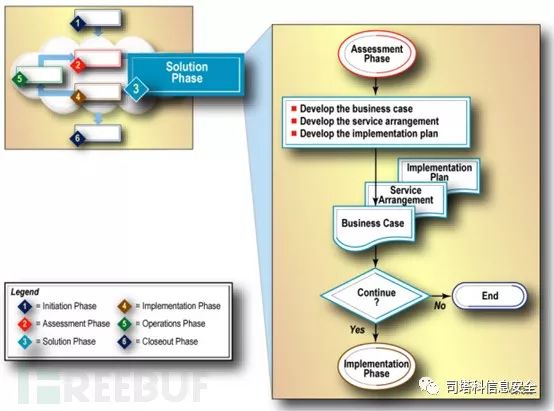 1
2
5
4
6
3
Solution
Phase
Assessment
Phase
Develop the business case
Develop the service arrangement
Develop the implementation plan
Implementation
Plan
Service
Arrangement
Business Case
Continue
?
No
End
Yes
Implementation
Phase
Legend
1 = Initiation Phase
2 = Assessment Phase
3 = Solution Phase
4 = Implementation Phase
5 = Operations Phase
6 = Closeout Phase
FREEBUF
司塔科信息安全